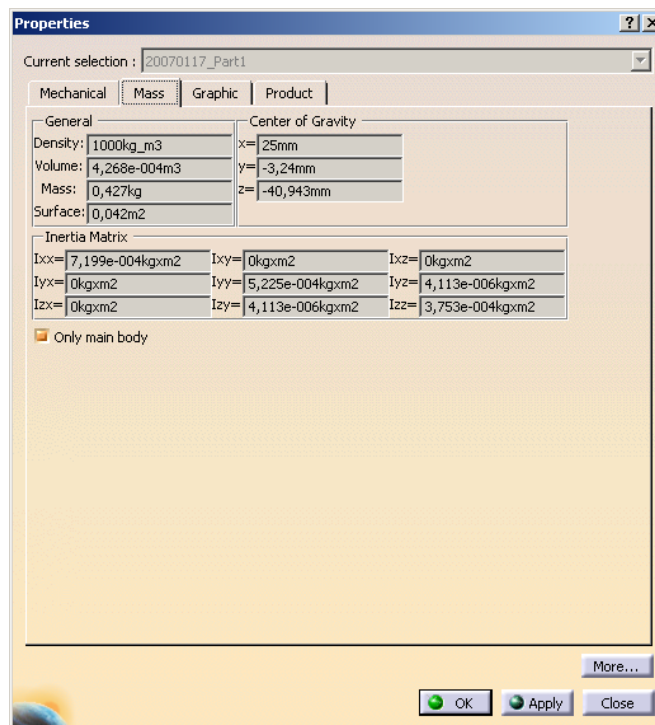 Properties
Current selection : 20070117_Part1
Mechanical Mass Graphic Product
General Center of Gravity
Density: 1000kg_m3 x= 25mm
Volume: 4,268e-004m3 y= -3,24mm
Mass: 0,427kg z= -40,943mm
Surface: 0,042m2
Inertia Matrix
Ixx= 7,199e-004kgxm2 Ixy= 0kgxm2 Ixz= 0kgxm2
Iyx= 0kgxm2 Iyy= 5,225e-004kgxm2 Iyz= 4,113e-006kgxm2
Izx= 0kgxm2 Izy= 4,113e-006kgxm2 Izz= 3,753e-004kgxm2
Only main body
More...
OK Apply Close